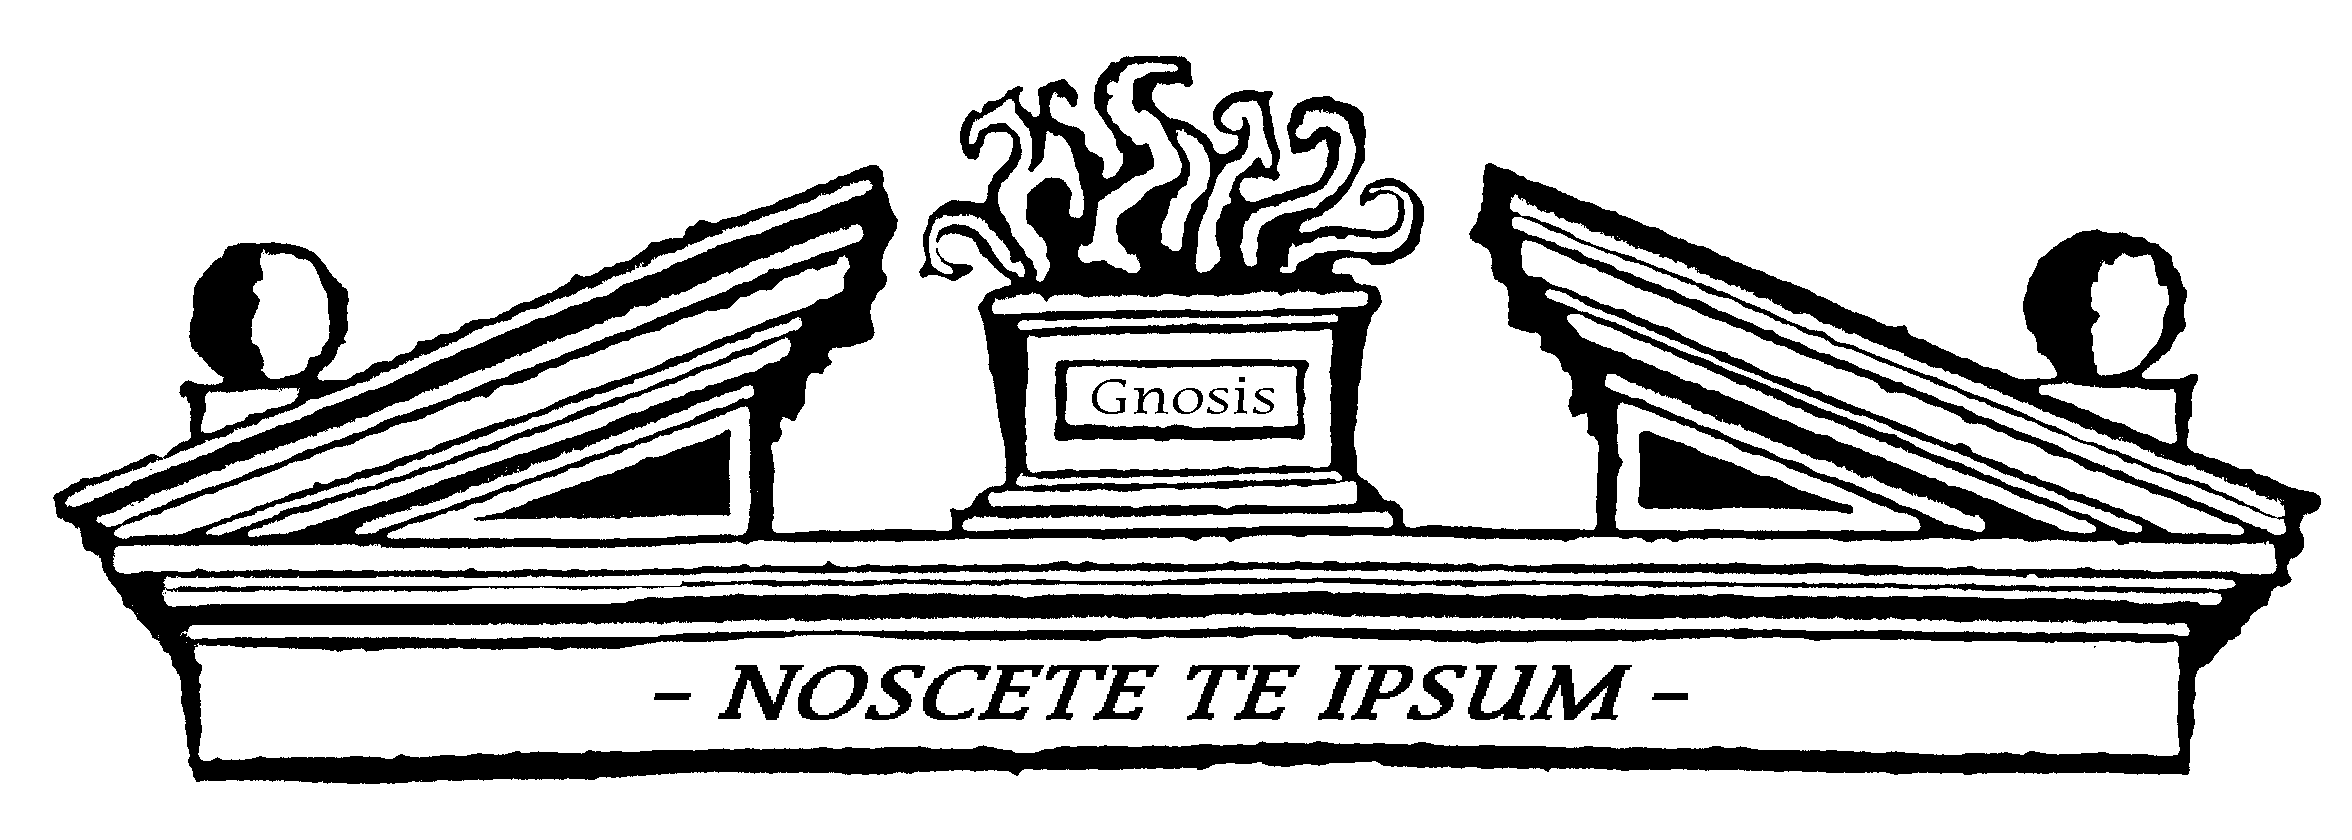 Gnosis
– NOSCETE TE IPSUM –